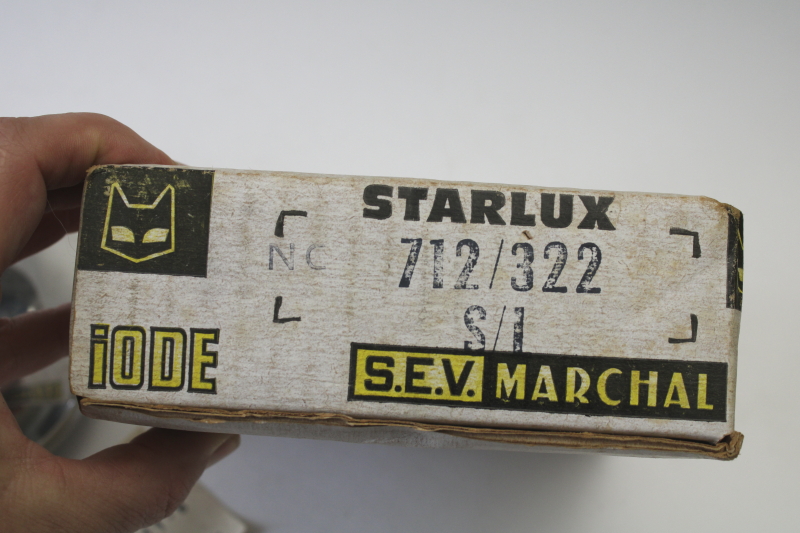 STARLUX
NC 712/322
S/1
iODE
S.E.V. MARCHAL